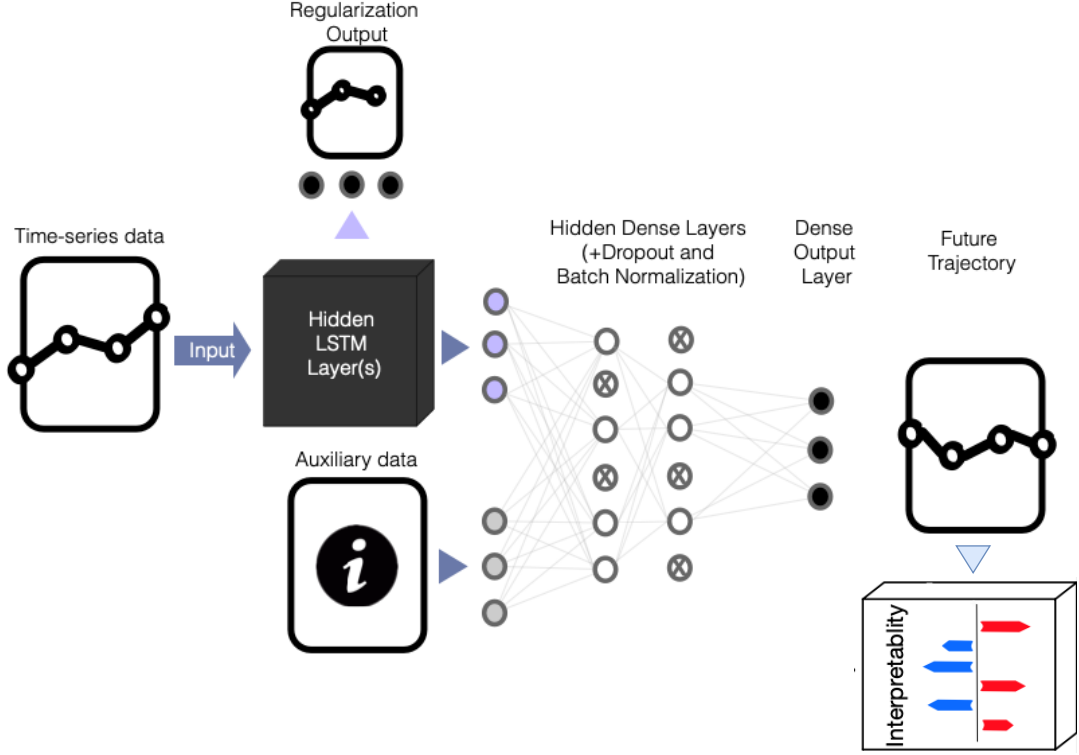 Regularization
Output
Time-series data
Input
Hidden
LSTM
Layer(s)
Hidden Dense Layers
(+Dropout and
Batch Normalization)
Dense
Output
Layer
Future
Trajectory
Auxiliary data
i
Interpretablity